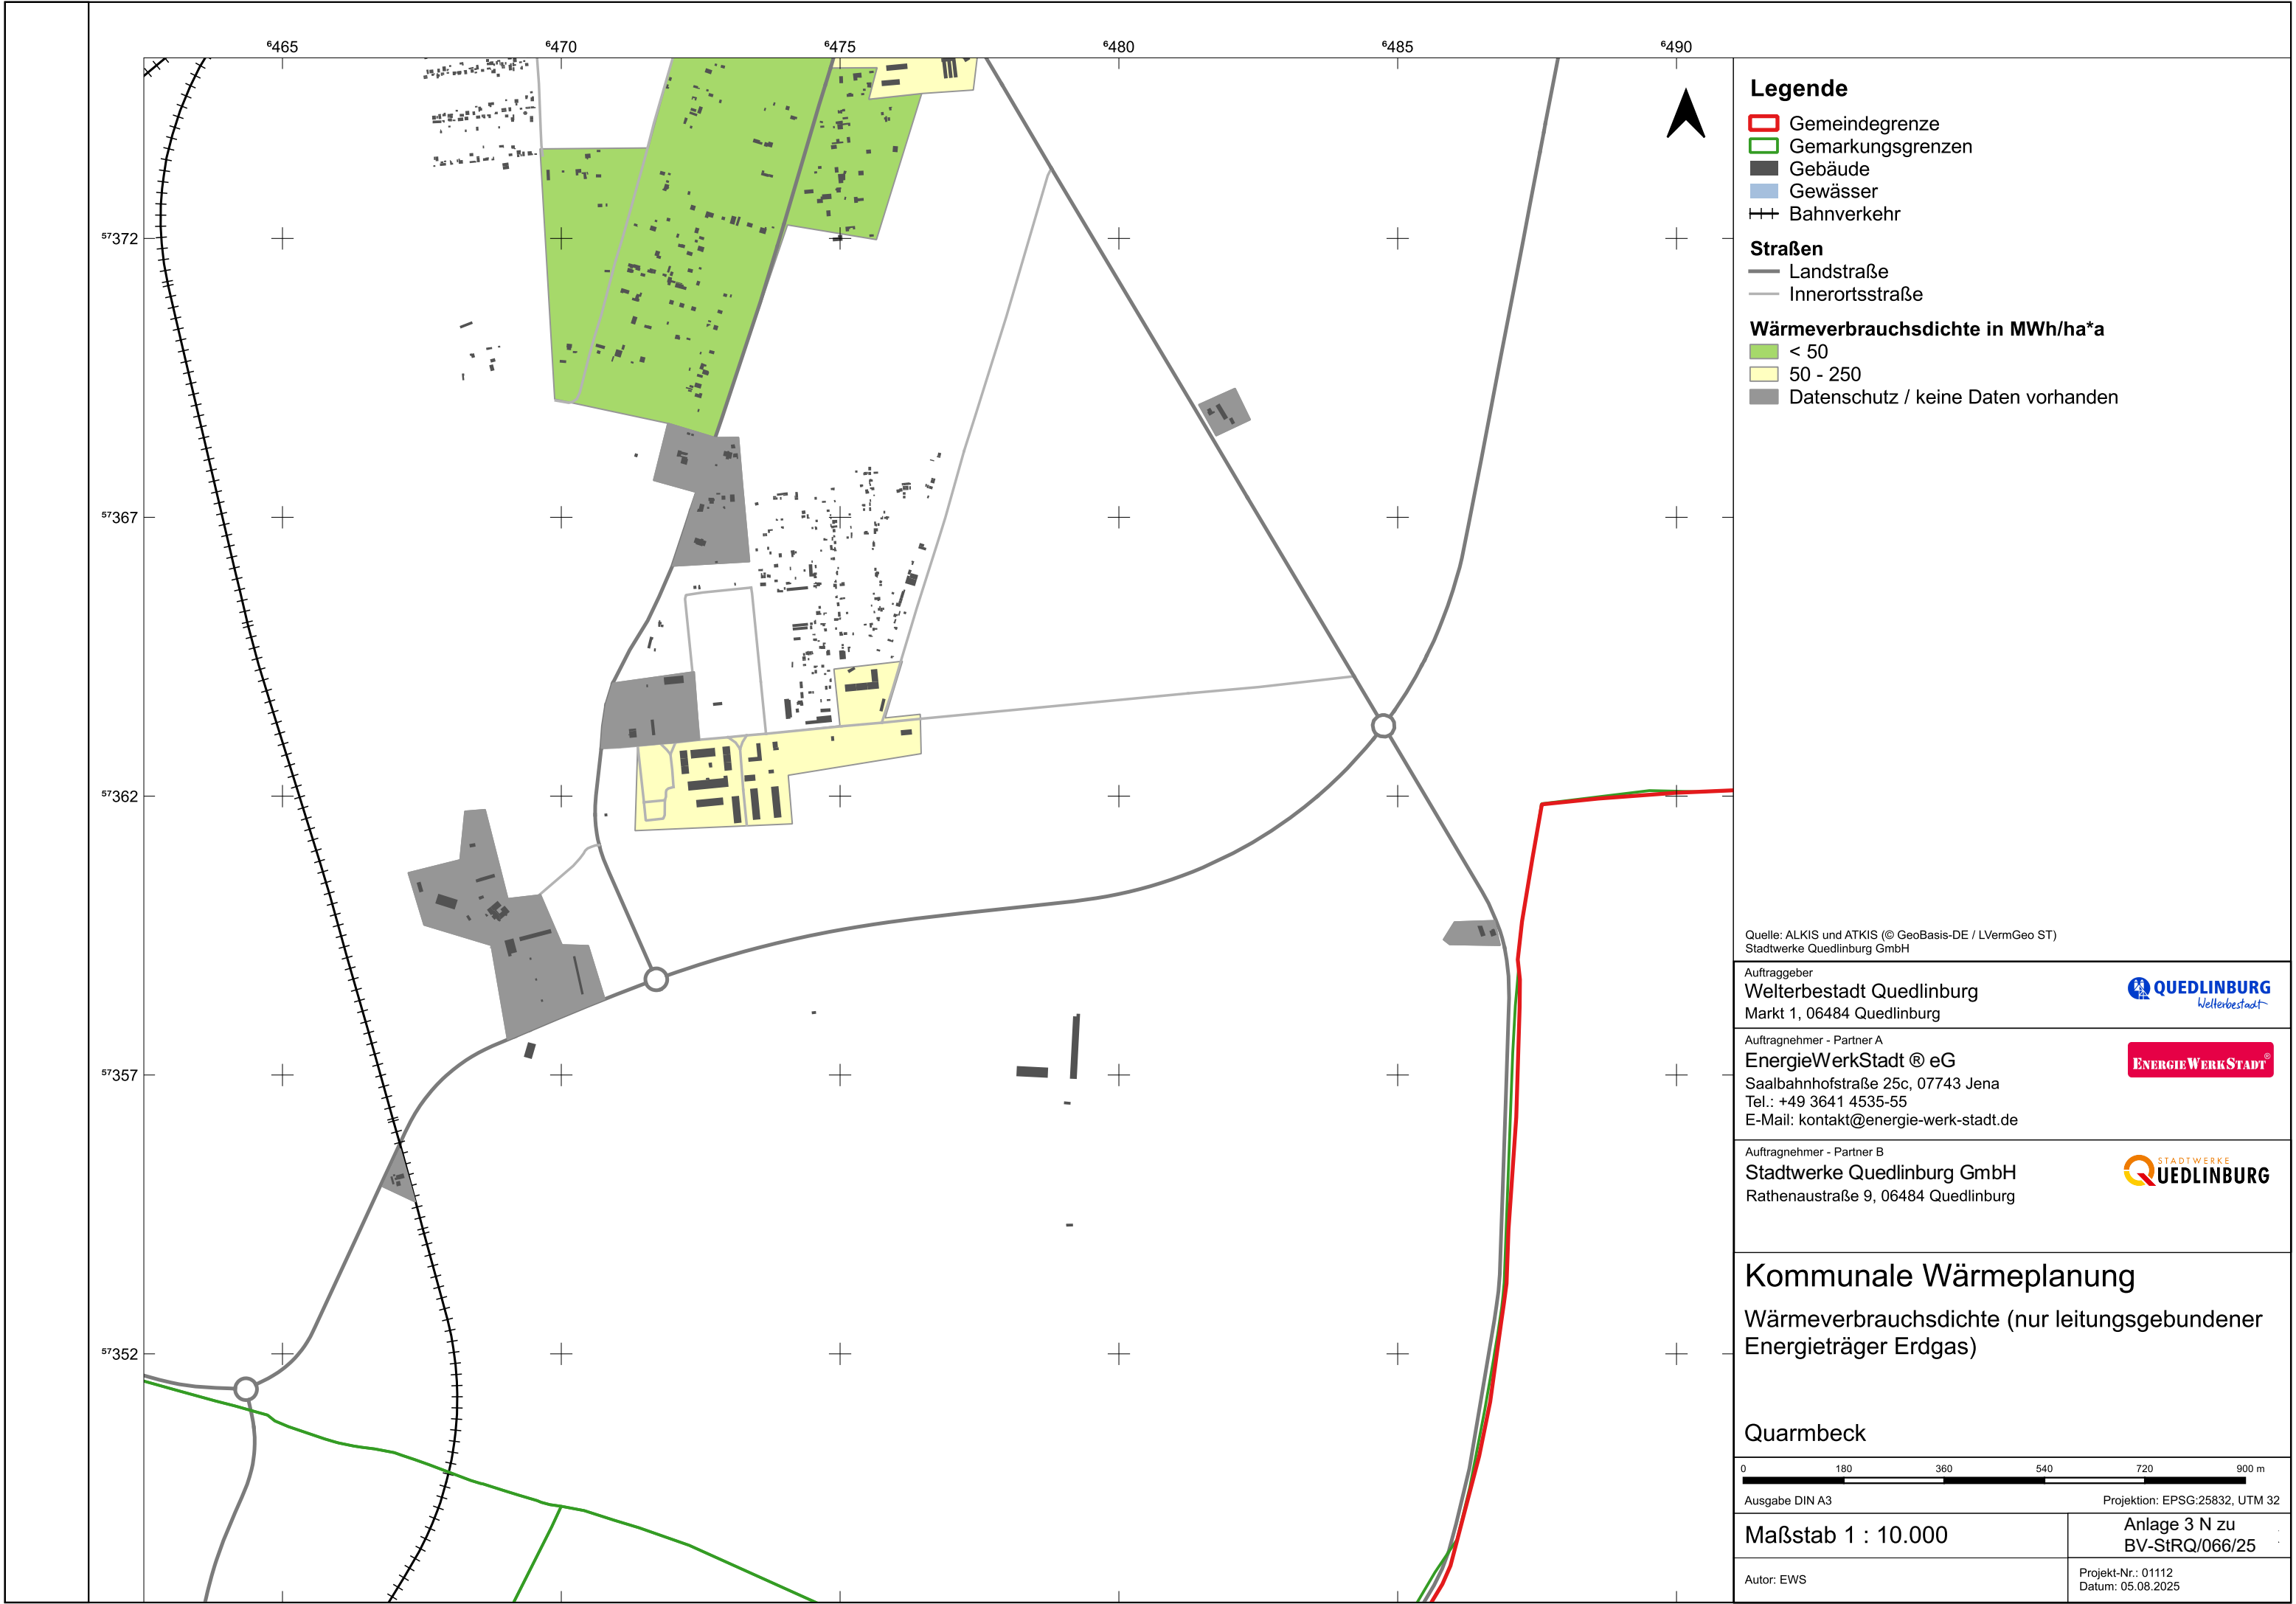 ⁶465 ⁶470 ⁶475 ⁶480 ⁶485 ⁶490
⁵⁷372
⁵⁷367
⁵⁷362
⁵⁷357
⁵⁷352
Legende
Gemeindegrenze
Gemarkungsgrenzen
Gebäude
Gewässer
Bahnverkehr
Straßen
Landstraße
Innerortsstraße
Wärmeverbrauchsdichte in MWh/ha*a
< 50
50 - 250
Datenschutz / keine Daten vorhanden
Quelle: ALKIS und ATKIS (© GeoBasis-DE / LVermGeo ST)
Stadtwerke Quedlinburg GmbH
Auftraggeber
Welterbestadt Quedlinburg
Markt 1, 06484 Quedlinburg
QUEDLINBURG
Welterbestadt
Auftragnehmer - Partner A
EnergieWerkStadt ® eG
Saalbahnhofstraße 25c, 07743 Jena
Tel.: +49 3641 4535-55
E-Mail: kontakt@energie-werk-stadt.de
ENERGIEWERKSTADT®
Auftragnehmer - Partner B
Stadtwerke Quedlinburg GmbH
Rathenaustraße 9, 06484 Quedlinburg
STADTWERKE
QUEDLINBURG
Kommunale Wärmeplanung
Wärmeverbrauchsdichte (nur leitungsgebundener
Energieträger Erdgas)
Quarmbeck
0 180 360 540 720 900 m
Ausgabe DIN A3 Projektion: EPSG:25832, UTM 32
Maßstab 1 : 10.000
Anlage 3 N zu
BV-StRQ/066/25
Autor: EWS
Projekt-Nr.: 01112
Datum: 05.08.2025